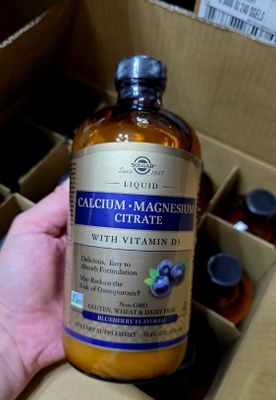 SOLGAR
Since 1947
LIQUID
CALCIUM • MAGNESIUM
CITRATE
WITH VITAMIN D3
Delicious, Easy to
Absorb Formulation
May Reduce the
Risk of Osteoporosis†
Non-GMO
GLUTEN, WHEAT & DAIRY FREE
BLUEBERRY FLAVOR
DIETARY SUPPLEMENT